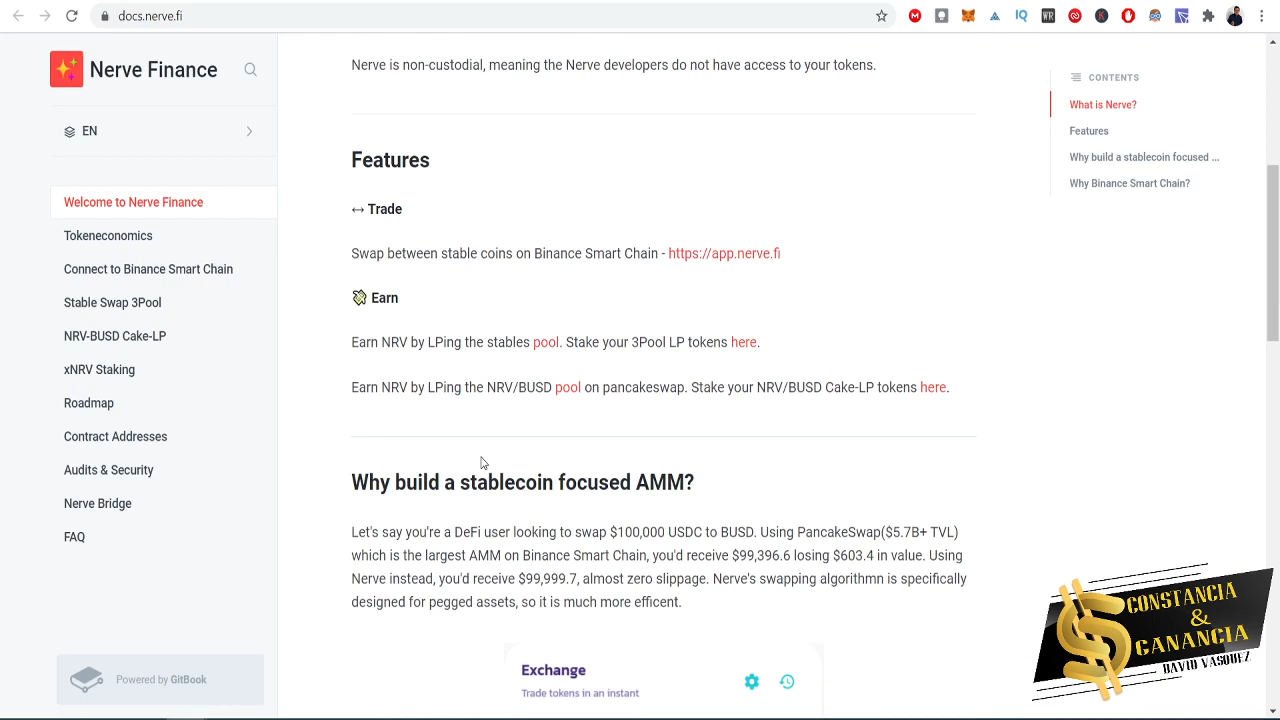 docs.nerve.fi
Nerve Finance
EN
Welcome to Nerve Finance
Tokeneconomics
Connect to Binance Smart Chain
Stable Swap 3Pool
NRV-BUSD Cake-LP
xNRV Staking
Roadmap
Contract Addresses
Audits & Security
Nerve Bridge
FAQ
Powered by GitBook
Nerve is non-custodial, meaning the Nerve developers do not have access to your tokens.
Features
↔ Trade
Swap between stable coins on Binance Smart Chain - https://app.nerve.fi
💸 Earn
Earn NRV by LPing the stables pool. Stake your 3Pool LP tokens here.
Earn NRV by LPing the NRV/BUSD pool on pancakeswap. Stake your NRV/BUSD Cake-LP tokens here.
Why build a stablecoin focused AMM?
Let's say you're a DeFi user looking to swap $100,000 USDC to BUSD. Using PancakeSwap($5.7B+ TVL)
which is the largest AMM on Binance Smart Chain, you'd receive $99,396.6 losing $603.4 in value. Using
Nerve instead, you'd receive $99,999.7, almost zero slippage. Nerve's swapping algorithmn is specifically
designed for pegged assets, so it is much more efficent.
Exchange
Trade tokens in an instant
CONTENTS
What is Nerve?
Features
Why build a stablecoin focused ...
Why Binance Smart Chain?
CONSTANCIA
&
GANANCIA
DAVID VASQUEZ